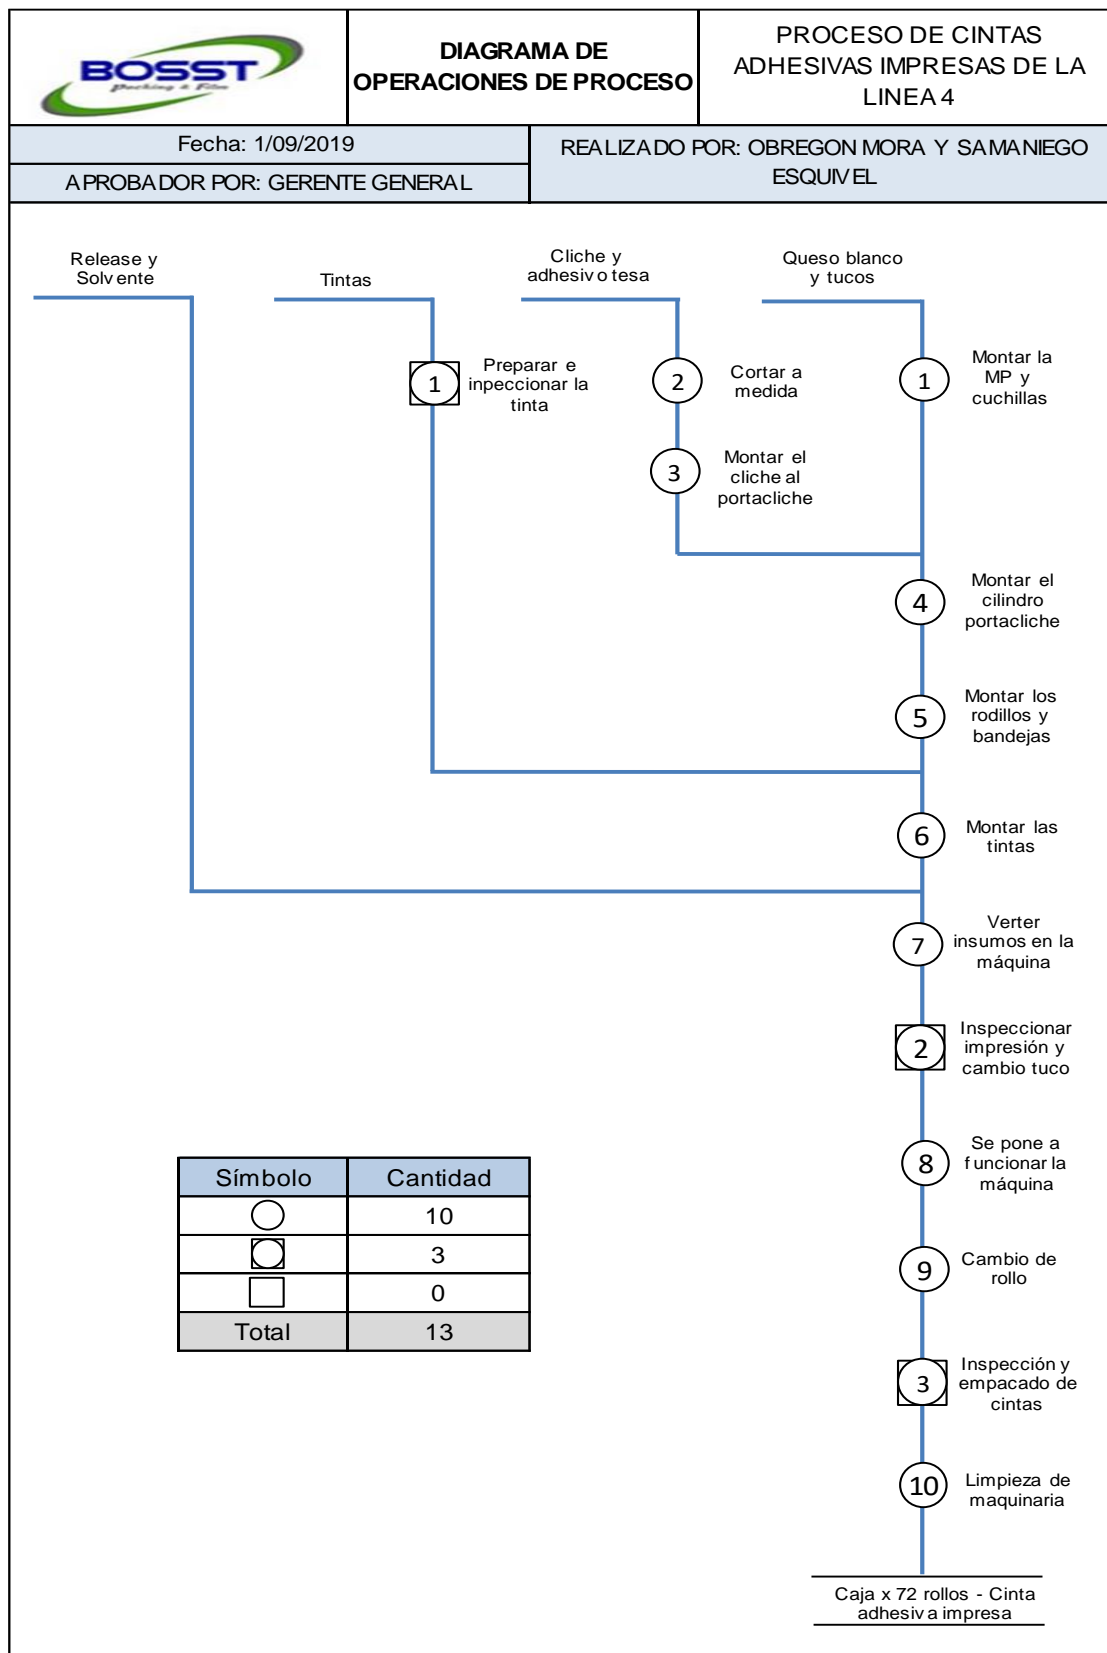 BOSST
Packing & Film
DIAGRAMA DE
OPERACIONES DE PROCESO
PROCESO DE CINTAS
ADHESIVAS IMPRESAS DE LA
LINEA 4
Fecha: 1/09/2019
APROBADOR POR: GERENTE GENERAL
REALIZADO POR: OBREGON MORA Y SAMANIEGO
ESQUIVEL
Release y
Solvente
Tintas
Cliche y
adhesivo tesa
Queso blanco
y tucos
1
Preparar e
inpeccionar la
tinta
2
Cortar a
medida
1
Montar la
MP y
cuchillas
3
Montar el
cliche al
portacliche
4
Montar el
cilindro
portacliche
5
Montar los
rodillos y
bandejas
6
Montar las
tintas
7
Verter
insumos en la
máquina
2
Inspeccionar
impresión y
cambio tuco
8
Se pone a
funcionar la
máquina
9
Cambio de
rollo
3
Inspección y
empacado de
cintas
10
Limpieza de
maquinaria
Símbolo Cantidad
10
3
0
Total 13
Caja x 72 rollos - Cinta
adhesiva impresa